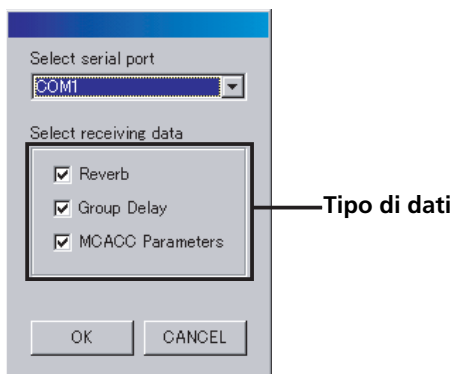 Select serial port
COM1
Select receiving data
Reverb
Group Delay
Tipo di dati
MCACC Parameters
OK CANCEL